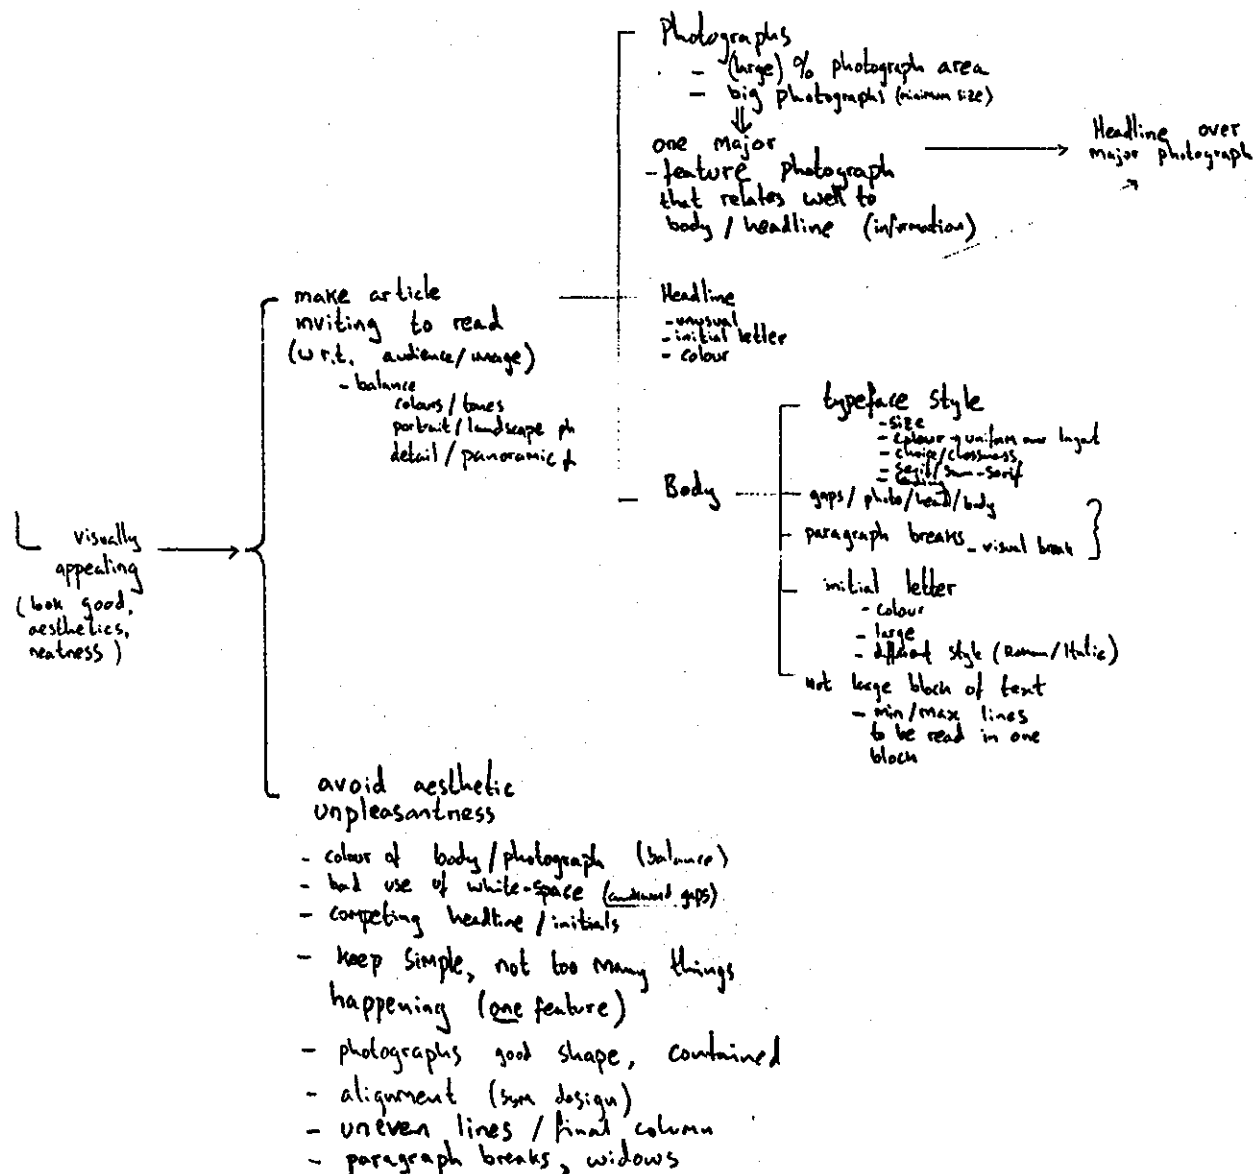 Photographs
- (large) % photograph area
- big photographs (minimum size)
one major
- feature photograph
that relates well to
body / headline (information)
Headline over
major photograph
make article
inviting to read
(w.r.t. audience/image)
- balance
colours / tones
portrait / landscape ph
detail / panoramic
Headline
- unusual
- initial letter
- colour
Body
typeface style
- size
- colour uniform over layout
- choice/
- serif/san-serif
- leading
- gaps / photo/head/body
- paragraph breaks - visual break
- initial letter
- colour
- large
- different style (Roman/Italic)
not large block of text
- min/max lines
to be read in one
block
visually
appealing
(look good,
aesthetics,
neatness)
avoid aesthetic
unpleasantness
- colour of body/photograph (balance)
- bad use of white-space (awkward gaps)
- competing headline / initials
- keep simple, not too many things
happening (one feature)
- photographs good shape, contained
- alignment (sym design)
- uneven lines / final column
- paragraph breaks, widows